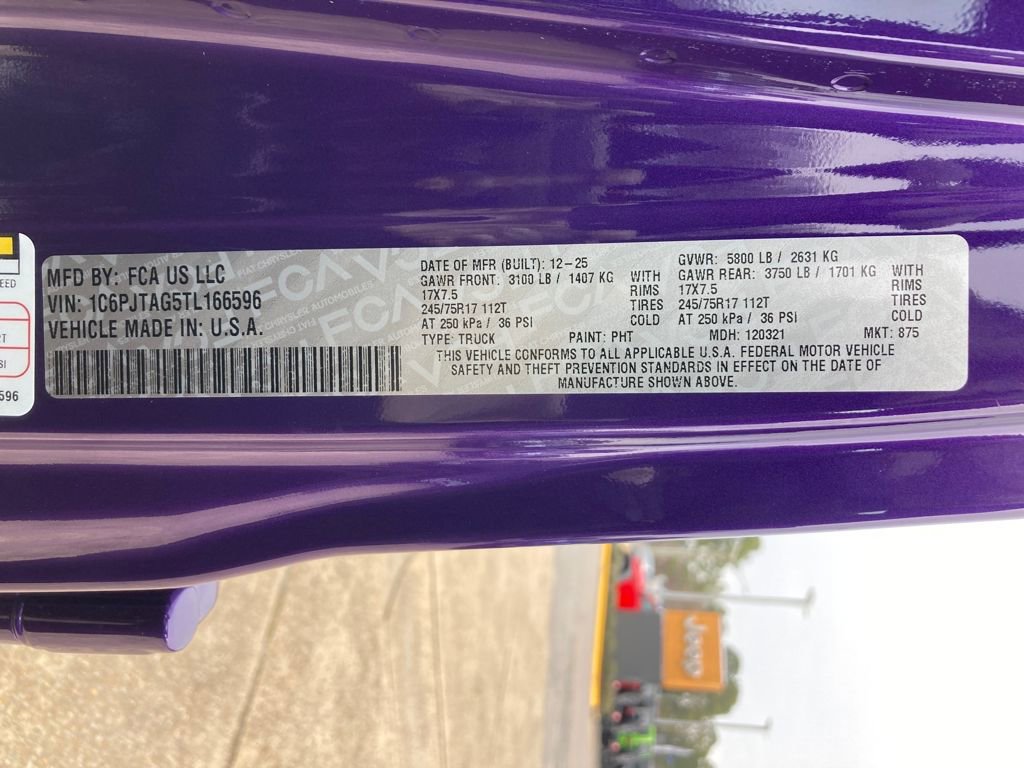 MFD BY: FCA US LLC
VIN: 1C6PJTAG5TL166596
VEHICLE MADE IN: U.S.A.
DATE OF MFR (BUILT): 12-25
GAWR FRONT: 3100 LB / 1407 KG WITH
17X7.5 RIMS
245/75R17 112T TIRES
AT 250 kPa / 36 PSI COLD
TYPE: TRUCK PAINT: PHT
GVWR: 5800 LB / 2631 KG
GAWR REAR: 3750 LB / 1701 KG WITH
17X7.5 RIMS
245/75R17 112T TIRES
AT 250 kPa / 36 PSI COLD
MDH: 120321 MKT: 875
THIS VEHICLE CONFORMS TO ALL APPLICABLE U.S.A. FEDERAL MOTOR VEHICLE
SAFETY AND THEFT PREVENTION STANDARDS IN EFFECT ON THE DATE OF
MANUFACTURE SHOWN ABOVE.
596
Jeep